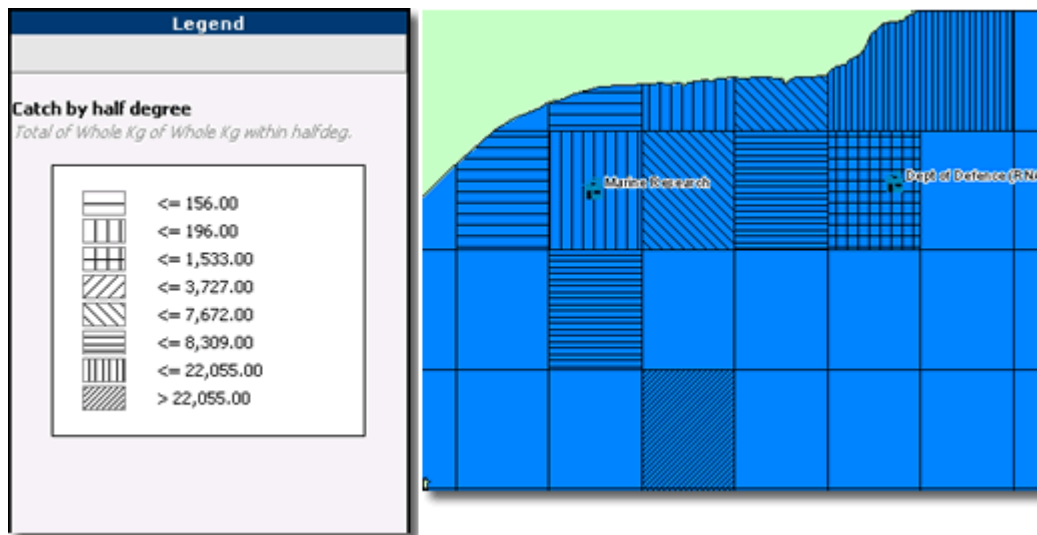 Legend
Catch by half degree
Total of Whole Kg of Whole Kg within halfdeg.
<= 156.00
<= 196.00
<= 1,533.00
<= 3,727.00
<= 7,672.00
<= 8,309.00
<= 22,055.00
> 22,055.00
Marine Research
Dept of Defence (RNA